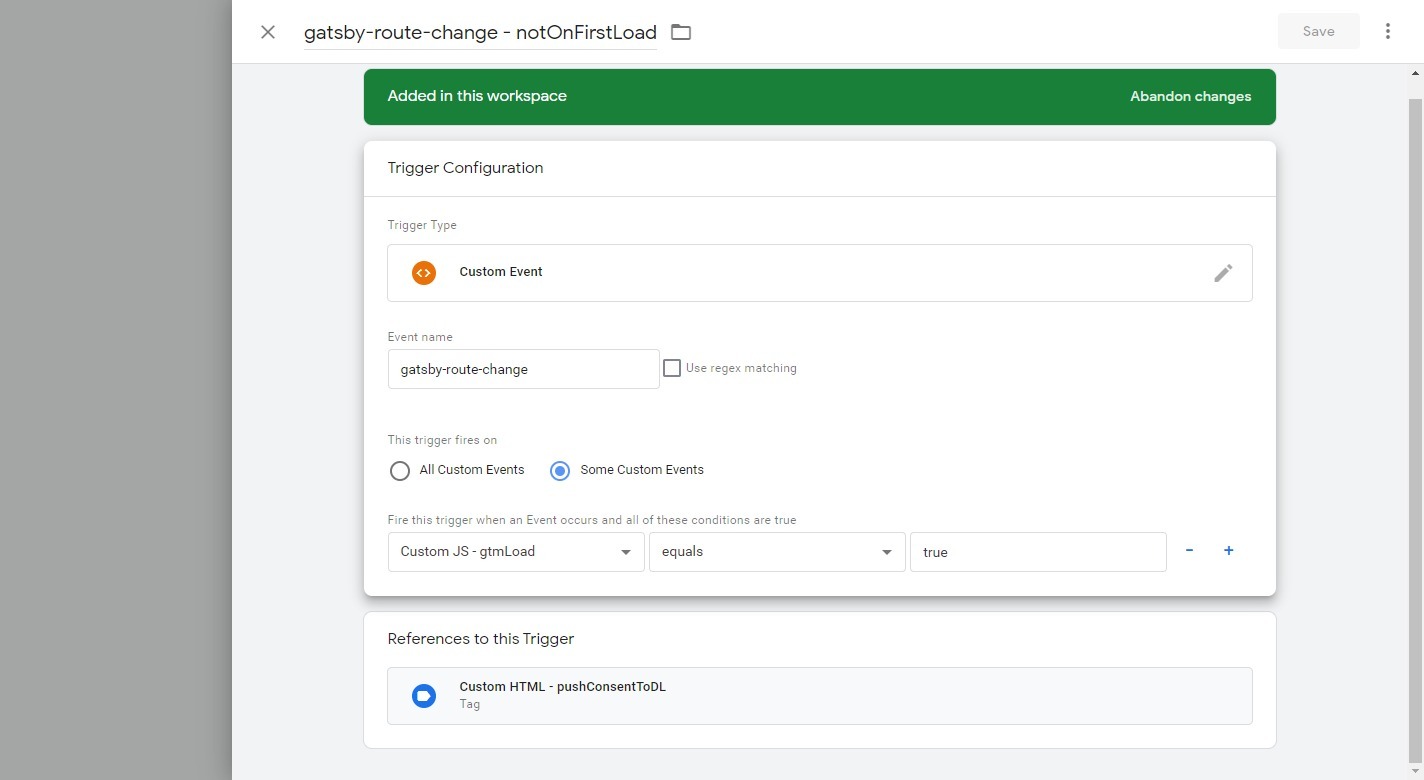 gatsby-route-change - notOnFirstLoad
Save
Added in this workspace
Abandon changes
Trigger Configuration
Trigger Type
Custom Event
Event name
gatsby-route-change
Use regex matching
This trigger fires on
All Custom Events
Some Custom Events
Fire this trigger when an Event occurs and all of these conditions are true
Custom JS - gtmLoad
equals
true
- +
References to this Trigger
Custom HTML - pushConsentToDL
Tag